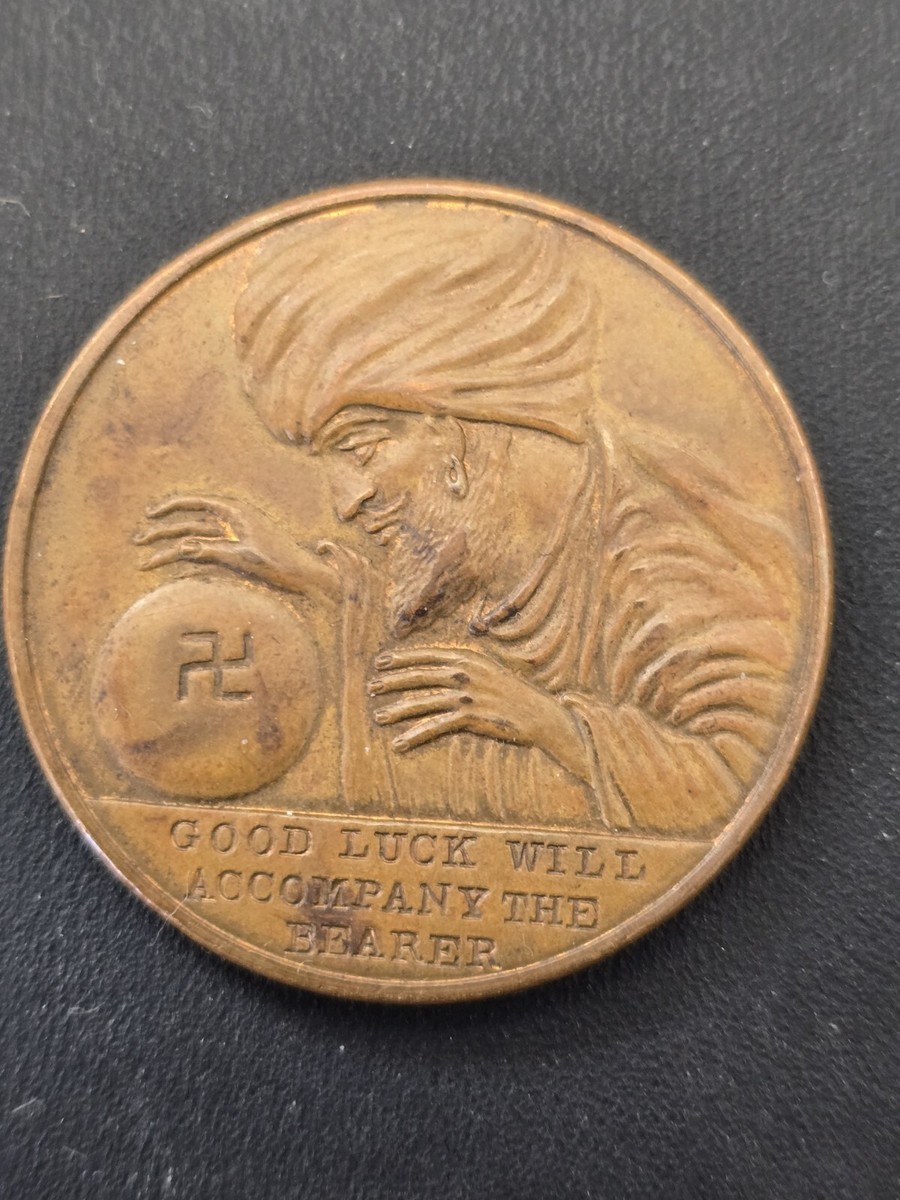 GOOD LUCK WILL
ACCOMPANY THE
BEARER